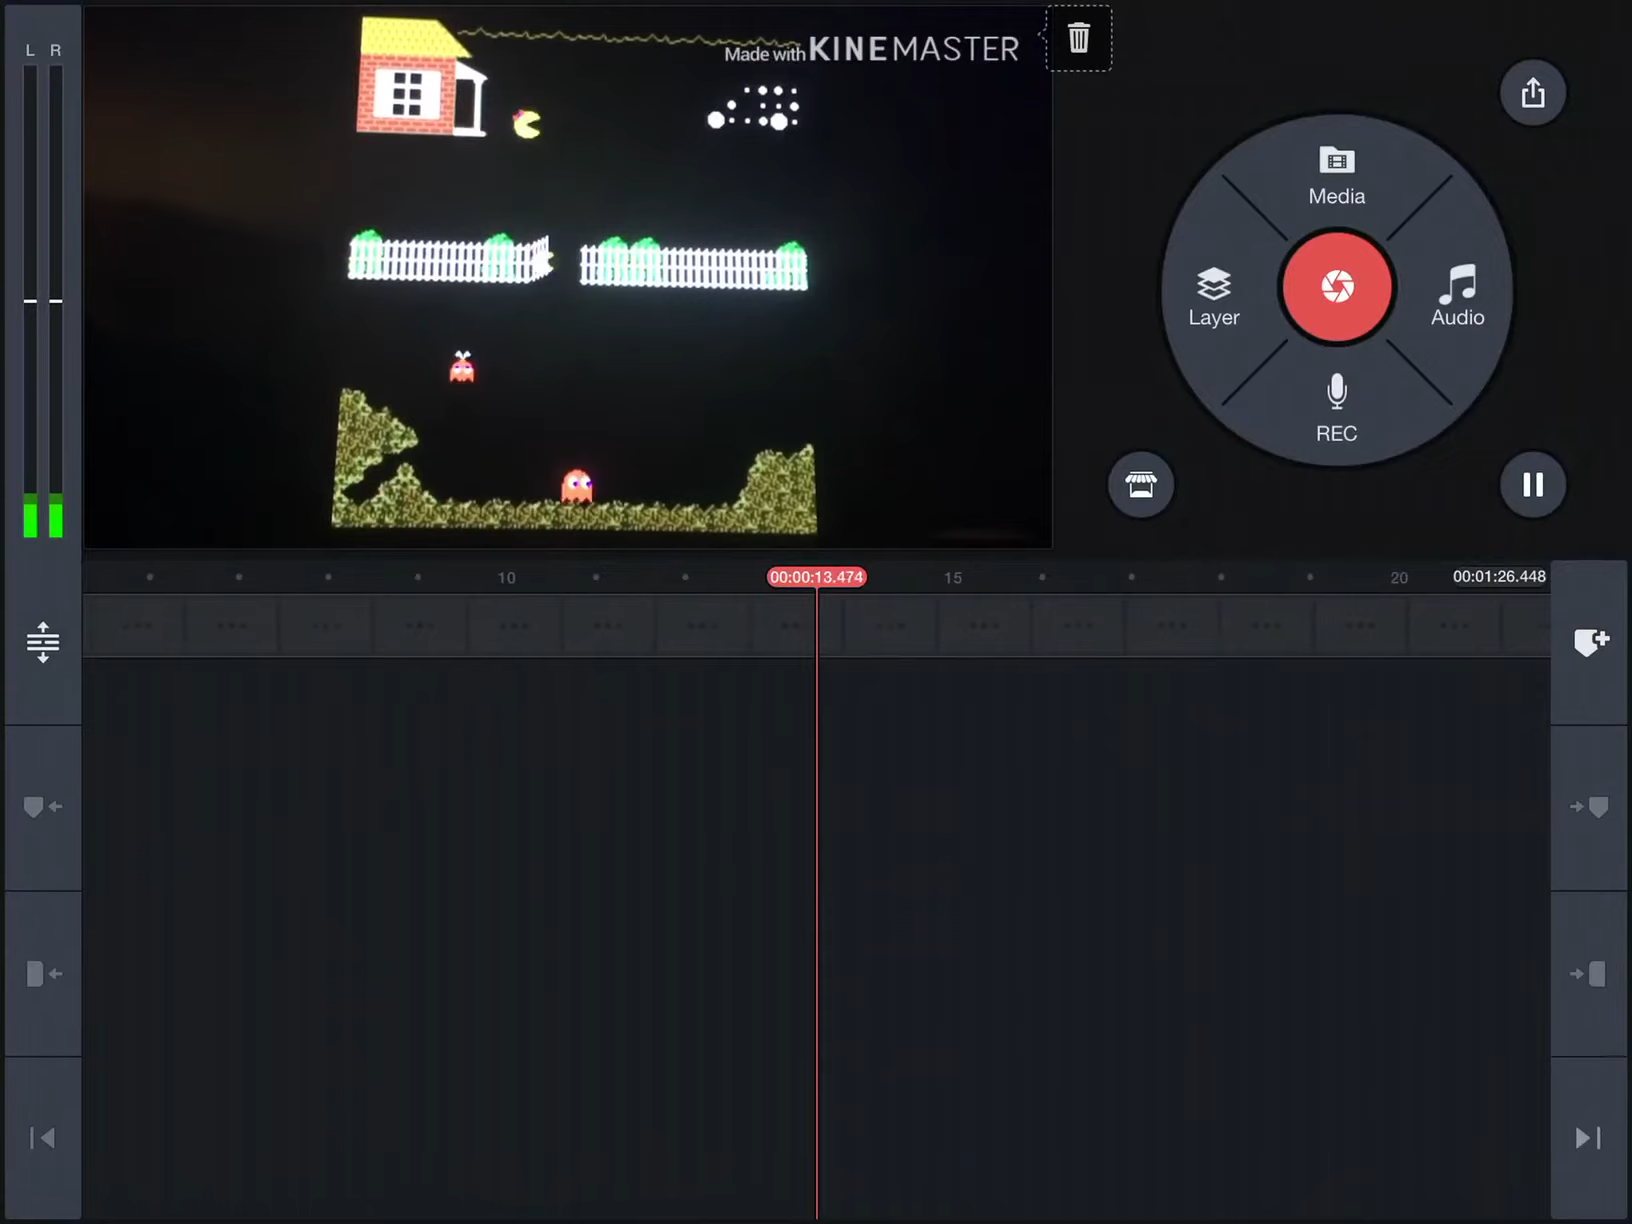 L R
Made with KINEMASTER
Media
Layer
Audio
REC
10
00:00:13.474
15
20
00:01:26.448